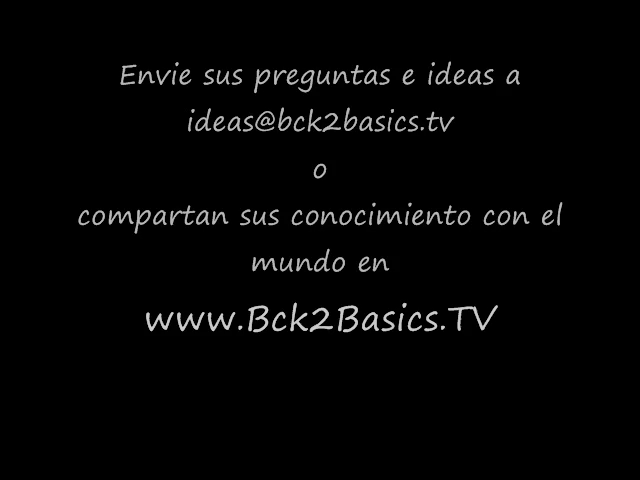 Envie sus preguntas e ideas a
ideas@bck2basics.tv
o
compartan sus conocimiento con el
mundo en
www.Bck2Basics.TV